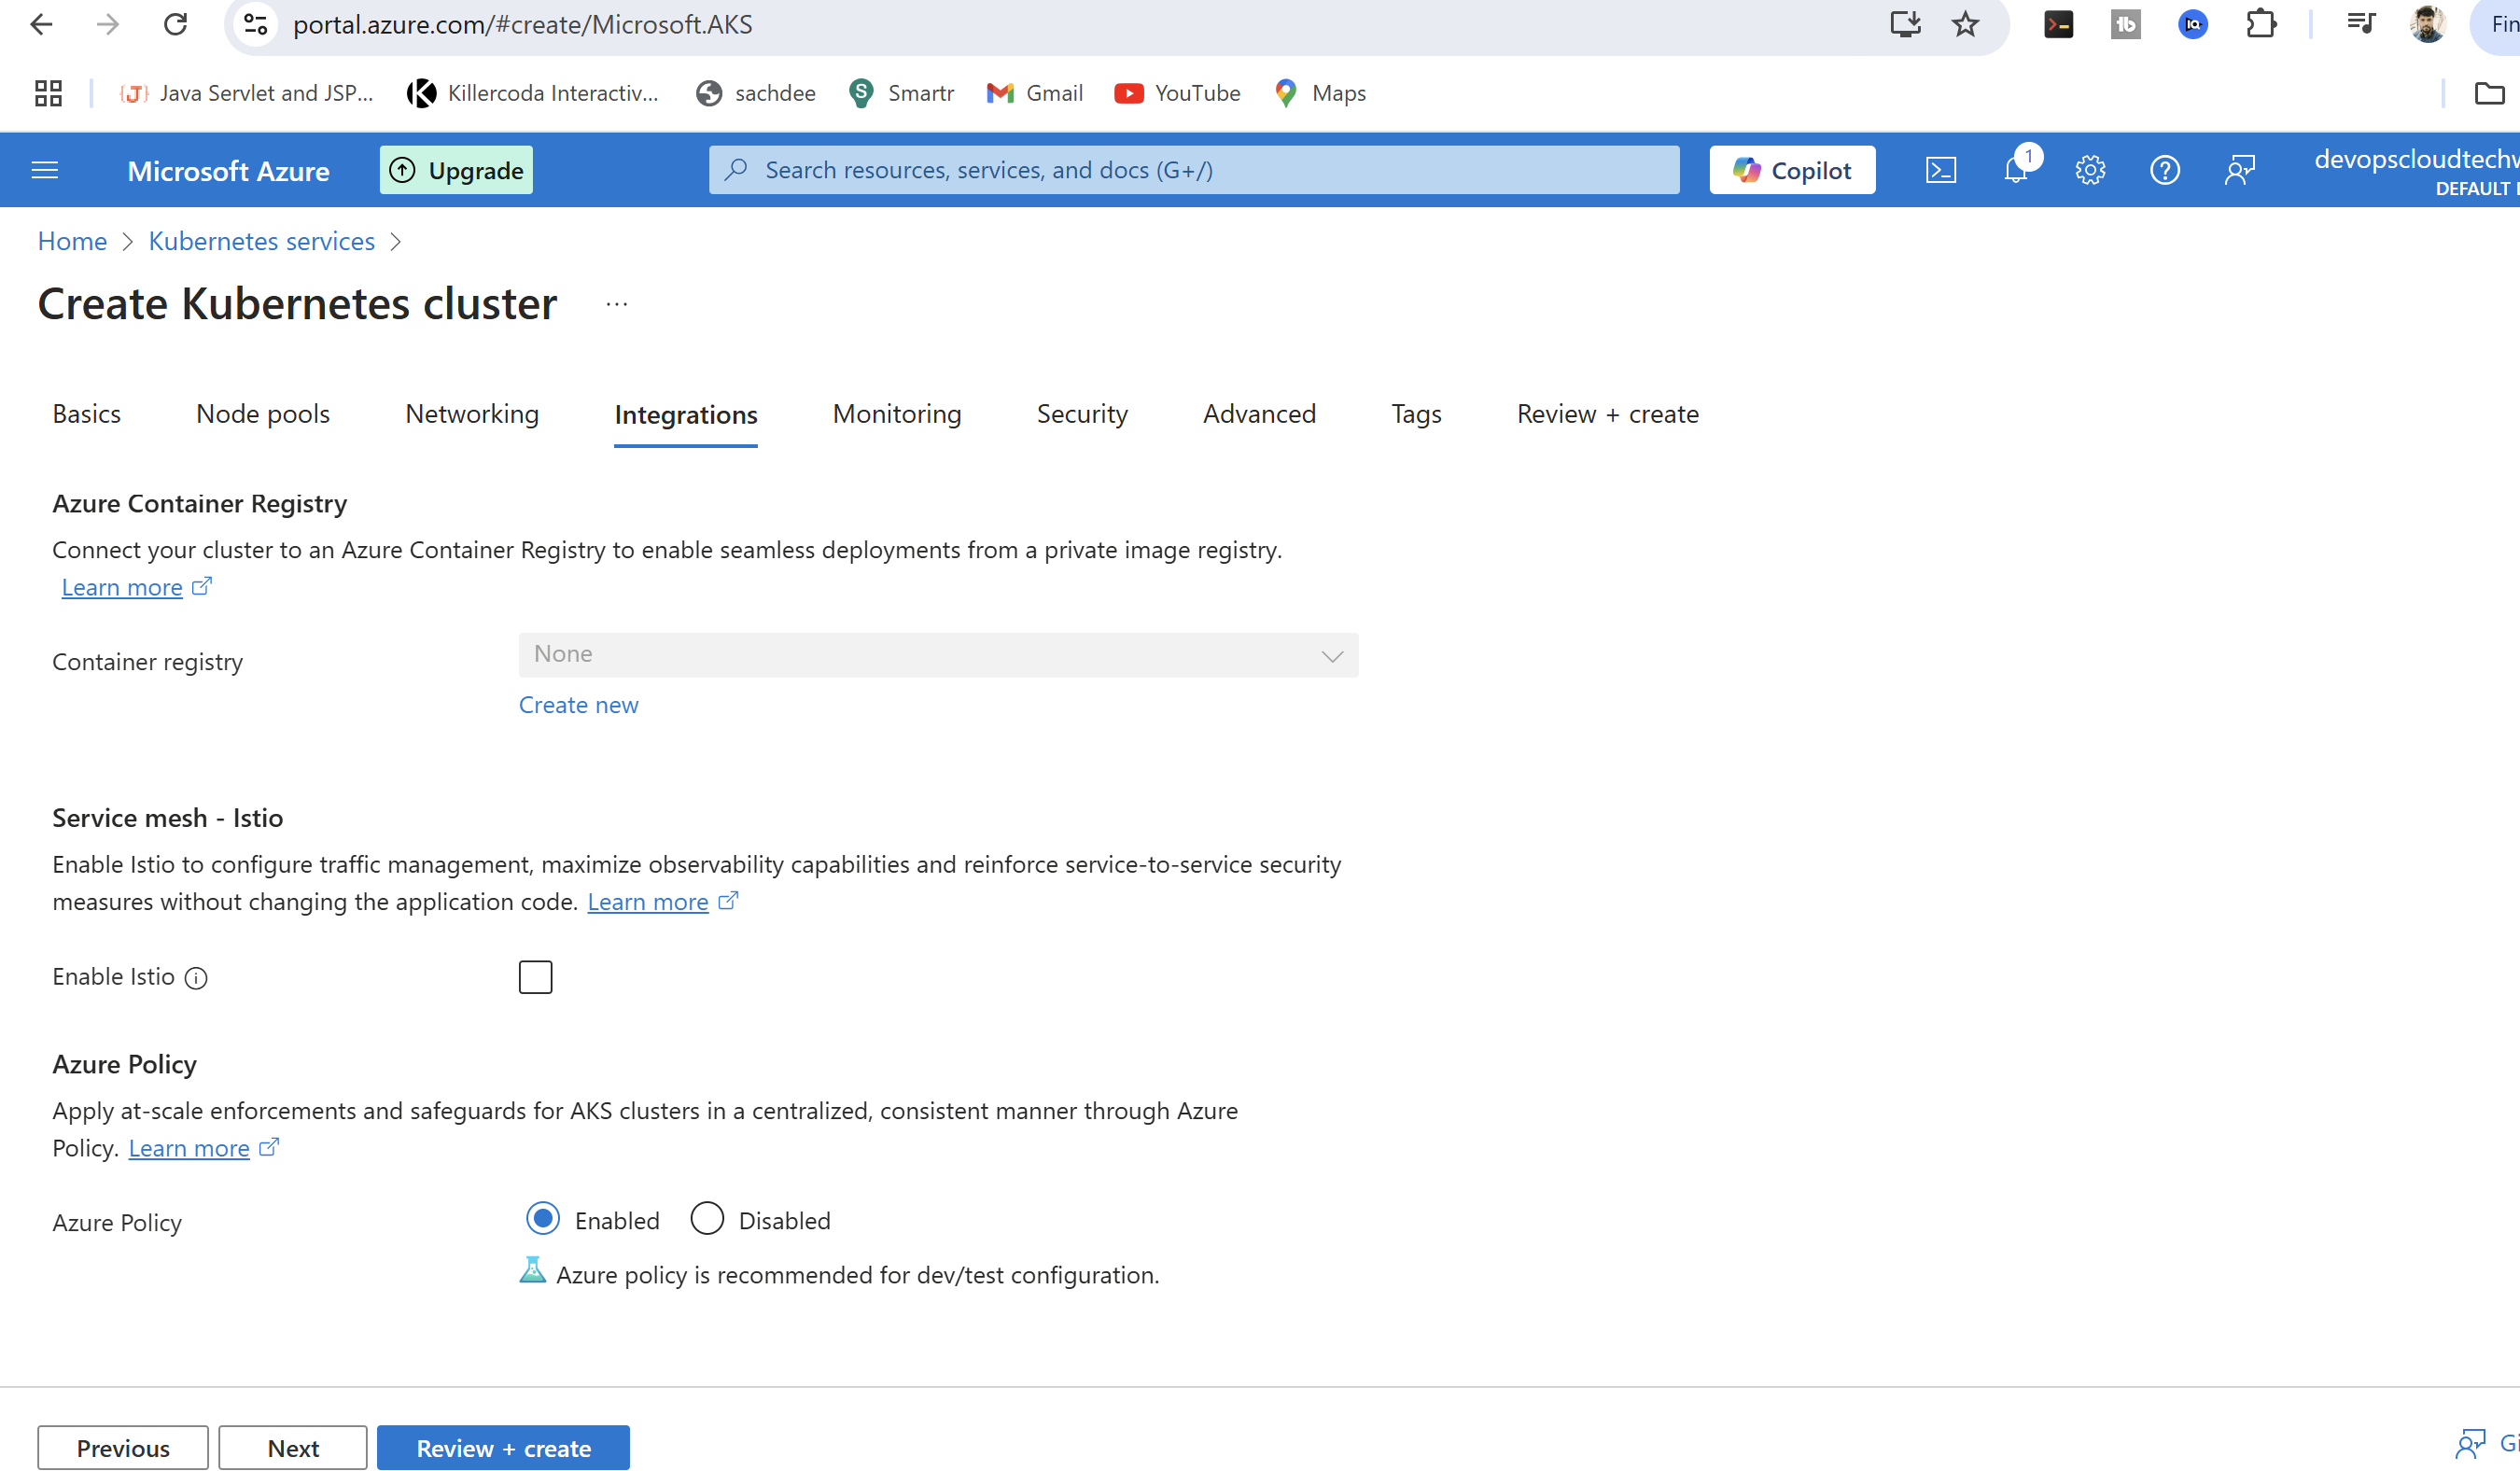 portal.azure.com/#create/Microsoft.AKS
Java Servlet and JSP... Killercoda Interactiv... sachdee Smartr Gmail YouTube Maps
Microsoft Azure Upgrade Search resources, services, and docs (G+/) Copilot 1 devopscloudtechw
DEFAULT
Home > Kubernetes services >
Create Kubernetes cluster ...
Basics Node pools Networking Integrations Monitoring Security Advanced Tags Review + create
Azure Container Registry
Connect your cluster to an Azure Container Registry to enable seamless deployments from a private image registry.
Learn more
Container registry None
Create new
Service mesh - Istio
Enable Istio to configure traffic management, maximize observability capabilities and reinforce service-to-service security
measures without changing the application code. Learn more
Enable Istio
Azure Policy
Apply at-scale enforcements and safeguards for AKS clusters in a centralized, consistent manner through Azure
Policy. Learn more
Azure Policy Enabled Disabled
Azure policy is recommended for dev/test configuration.
Previous Next Review + create